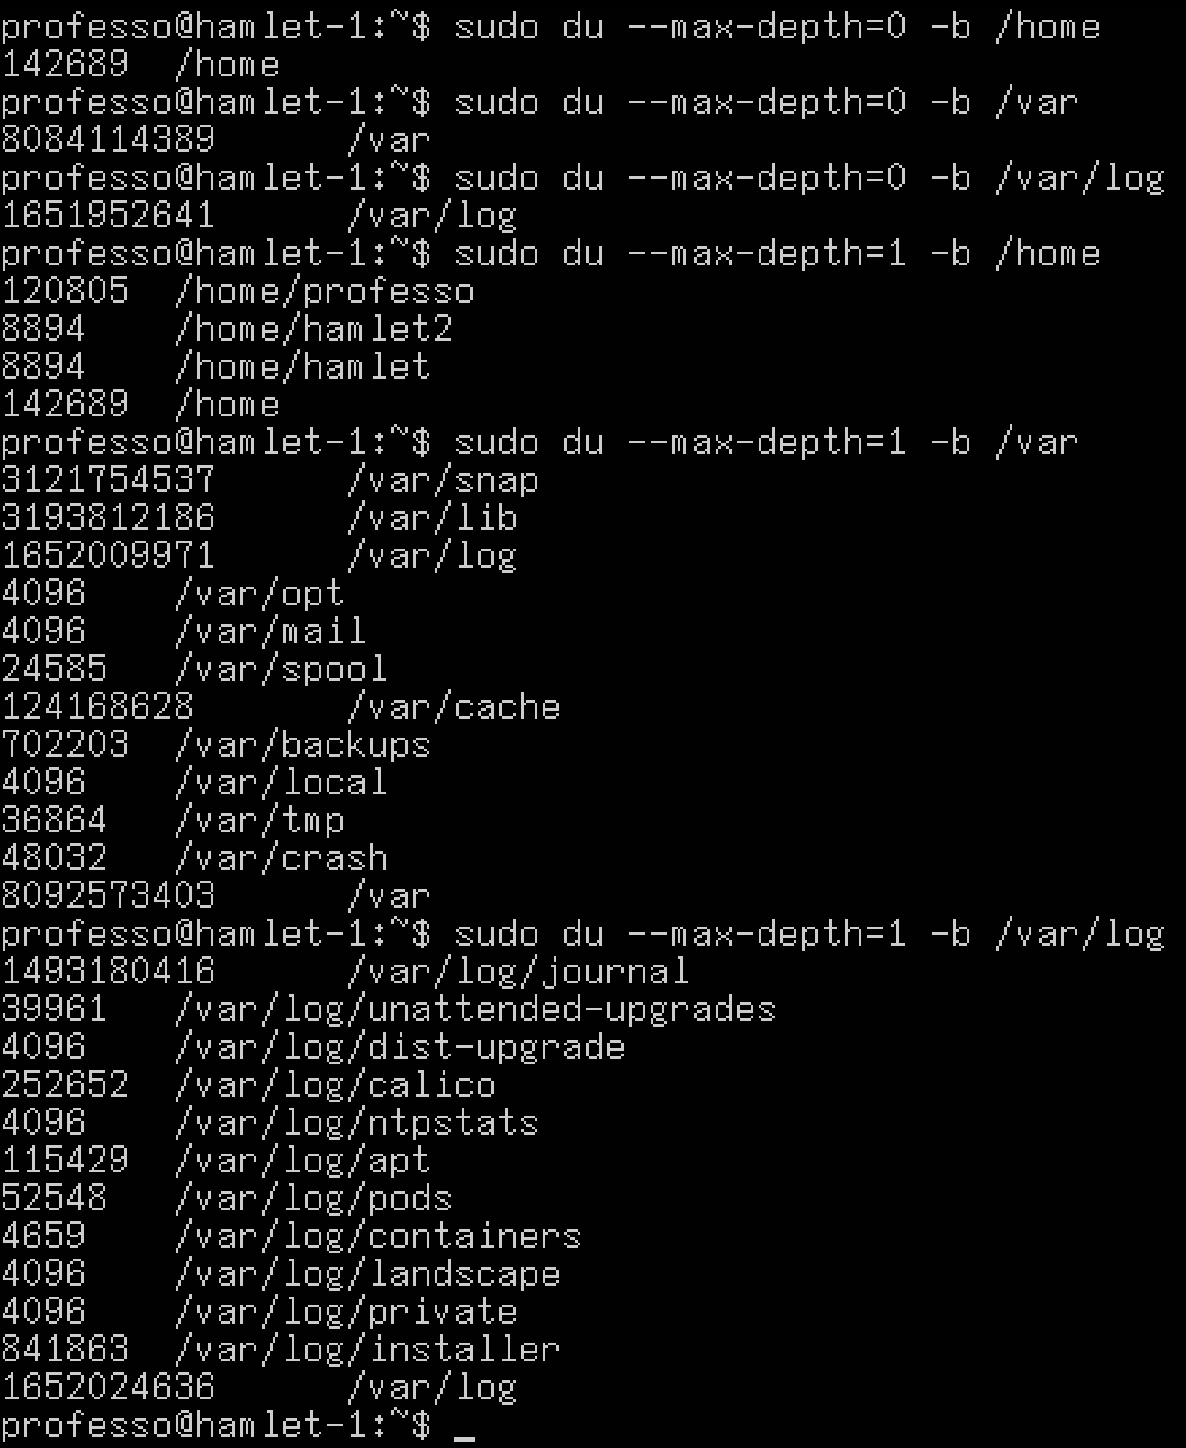 professo@hamlet-1:~$ sudo du --max-depth=0 -b /home
142689  /home
professo@hamlet-1:~$ sudo du --max-depth=0 -b /var
8084114389      /var
professo@hamlet-1:~$ sudo du --max-depth=0 -b /var/log
1651952641      /var/log
professo@hamlet-1:~$ sudo du --max-depth=1 -b /home
120805  /home/professo
8894    /home/hamlet2
8894    /home/hamlet
142689  /home
professo@hamlet-1:~$ sudo du --max-depth=1 -b /var
3121754537      /var/snap
3193812186      /var/lib
1652009971      /var/log
4096    /var/opt
4096    /var/mail
24585   /var/spool
124168628       /var/cache
702203  /var/backups
4096    /var/local
36864   /var/tmp
48032   /var/crash
8092573403      /var
professo@hamlet-1:~$ sudo du --max-depth=1 -b /var/log
1493180416      /var/log/journal
39961   /var/log/unattended-upgrades
4096    /var/log/dist-upgrade
252652  /var/log/calico
4096    /var/log/ntpstats
115429  /var/log/apt
52548   /var/log/pods
4659    /var/log/containers
4096    /var/log/landscape
4096    /var/log/private
841863  /var/log/installer
1652024636      /var/log
professo@hamlet-1:~$ _